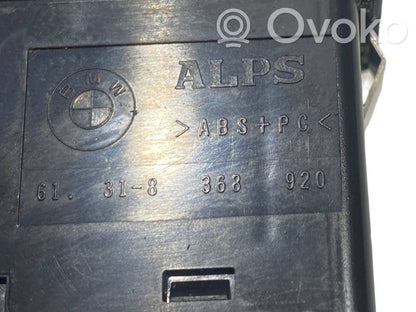 Ovoko
BMW
ALPS
>ABS+PC<
61. 31-8 368 920